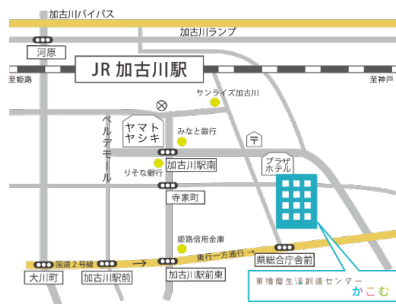 加古川バイパス
加古川ランプ
河原
JR 加古川駅
至姫路
至神戸
サンライズ加古川
ヤマト
ヤシキ
みなと銀行
ベルデモール
加古川駅南
りそな銀行
プラザ
ホテル
寺家町
姫路信用金庫
東行一方通行→
国道2号線
→
県総合庁舎前
大川町
加古川駅前
加古川駅前東
東播磨生活創造センター
かこむ